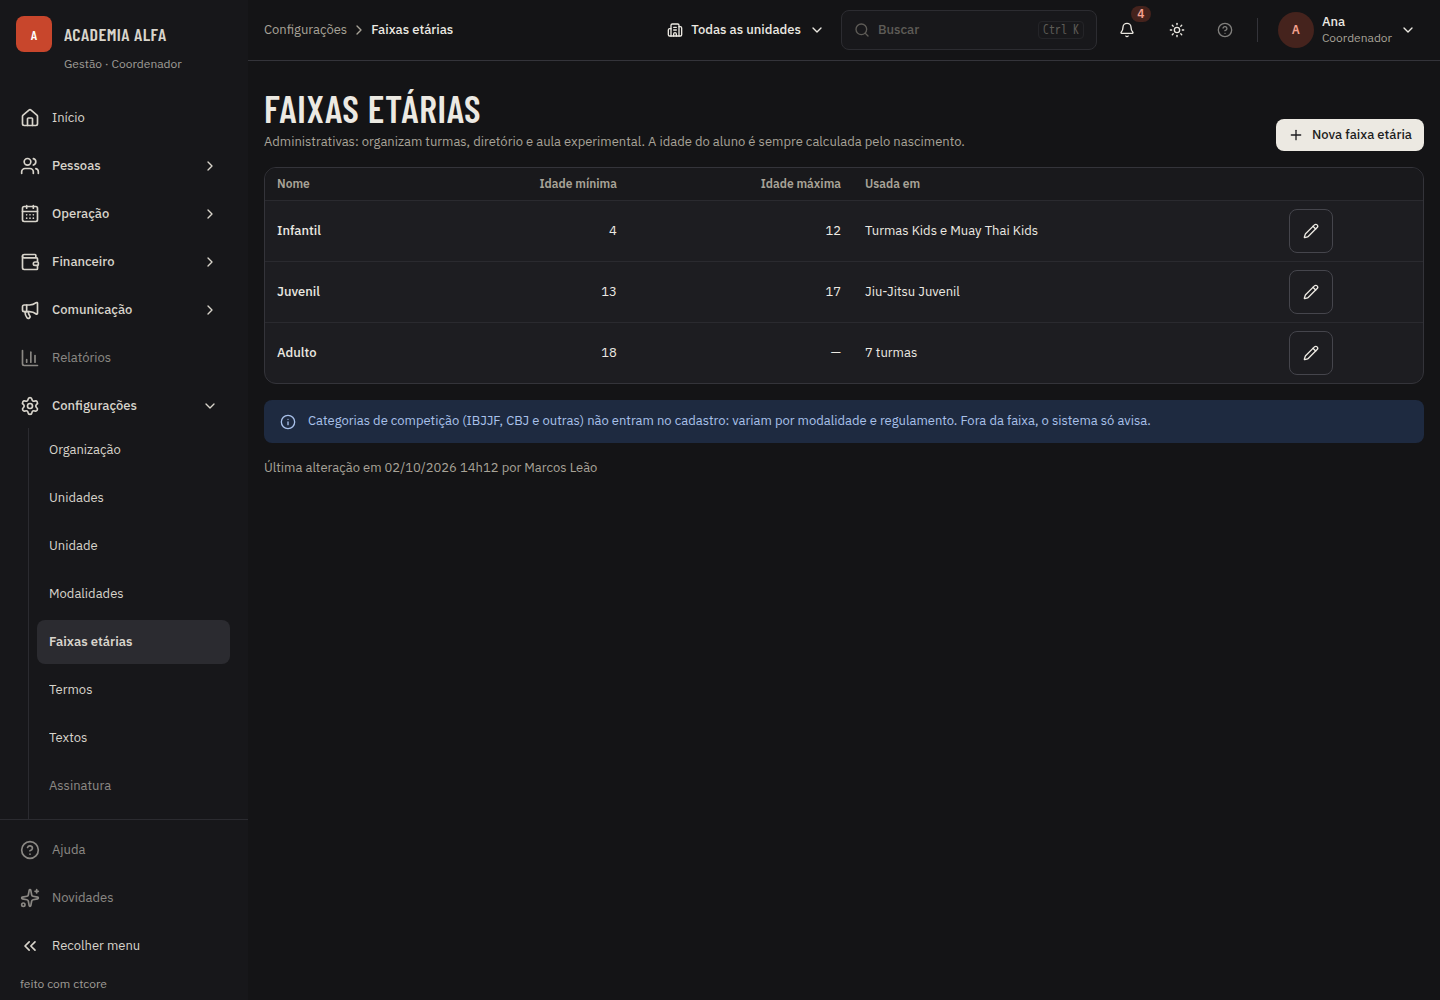 A
ACADEMIA ALFA
Gestão · Coordenador
Início
Pessoas
Operação
Financeiro
Comunicação
Relatórios
Configurações
Organização
Unidades
Unidade
Modalidades
Faixas etárias
Termos
Textos
Assinatura
Ajuda
Novidades
Recolher menu
feito com ctcore
Configurações > Faixas etárias
Todas as unidades
Buscar
Ctrl K
4
A
Ana
Coordenador
FAIXAS ETÁRIAS
Administrativas: organizam turmas, diretório e aula experimental. A idade do aluno é sempre calculada pelo nascimento.
Nova faixa etária
Nome Idade mínima Idade máxima Usada em
Infantil 4 12 Turmas Kids e Muay Thai Kids
Juvenil 13 17 Jiu-Jitsu Juvenil
Adulto 18 — 7 turmas
Categorias de competição (IBJJF, CBJ e outras) não entram no cadastro: variam por modalidade e regulamento. Fora da faixa, o sistema só avisa.
Última alteração em 02/10/2026 14h12 por Marcos Leão